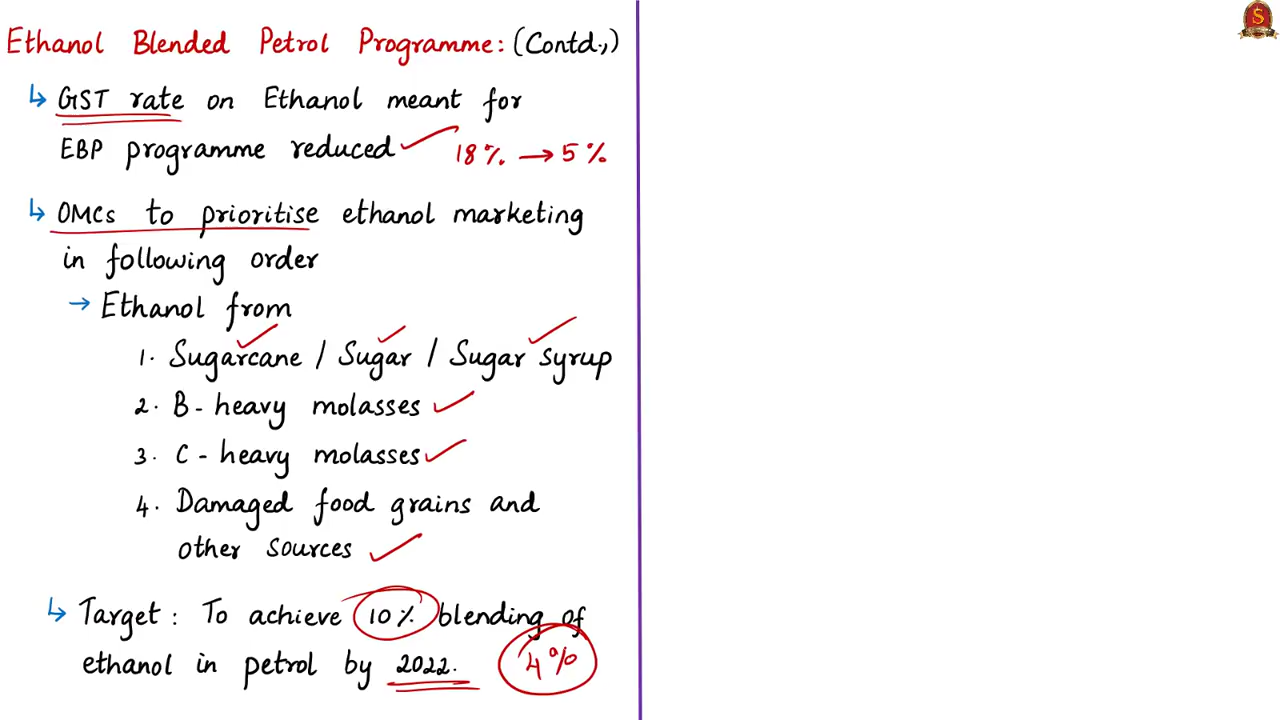 Ethanol Blended Petrol Programme: (Contd.,)
↳ GST rate on Ethanol meant for
EBP programme reduced 18% → 5%
↳ OMCs to prioritise ethanol marketing
in following order
→ Ethanol from
1. Sugarcane / Sugar / Sugar syrup
2. B-heavy molasses
3. C-heavy molasses
4. Damaged food grains and
other sources
↳ Target: To achieve 10% blending of
ethanol in petrol by 2022. 4%
S